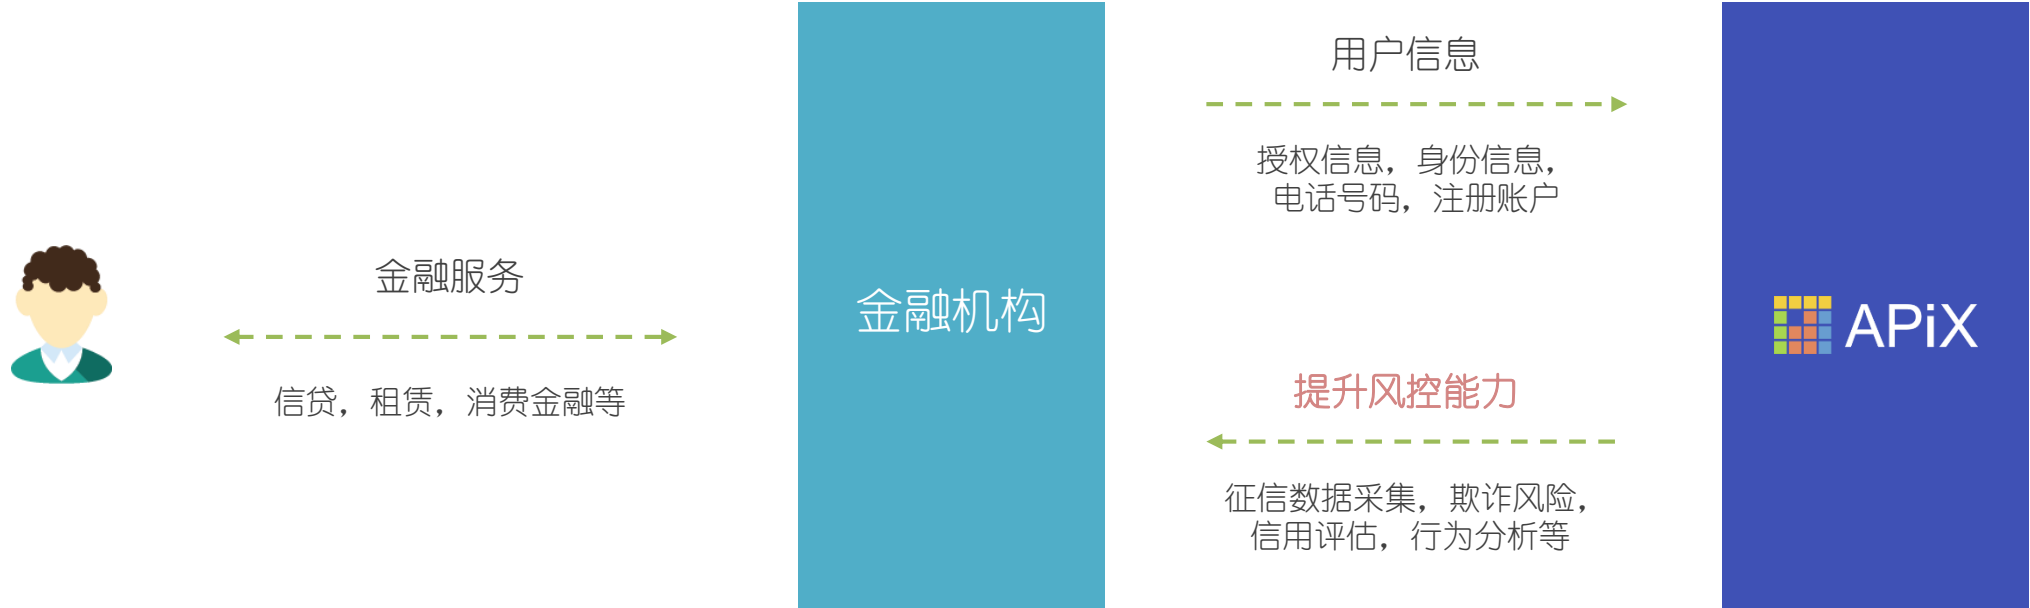 金融服务
信贷，租赁，消费金融等
金融机构
用户信息
授权信息，身份信息，
电话号码，注册账户
提升风控能力
征信数据采集，欺诈风险，
信用评估，行为分析等
APiX